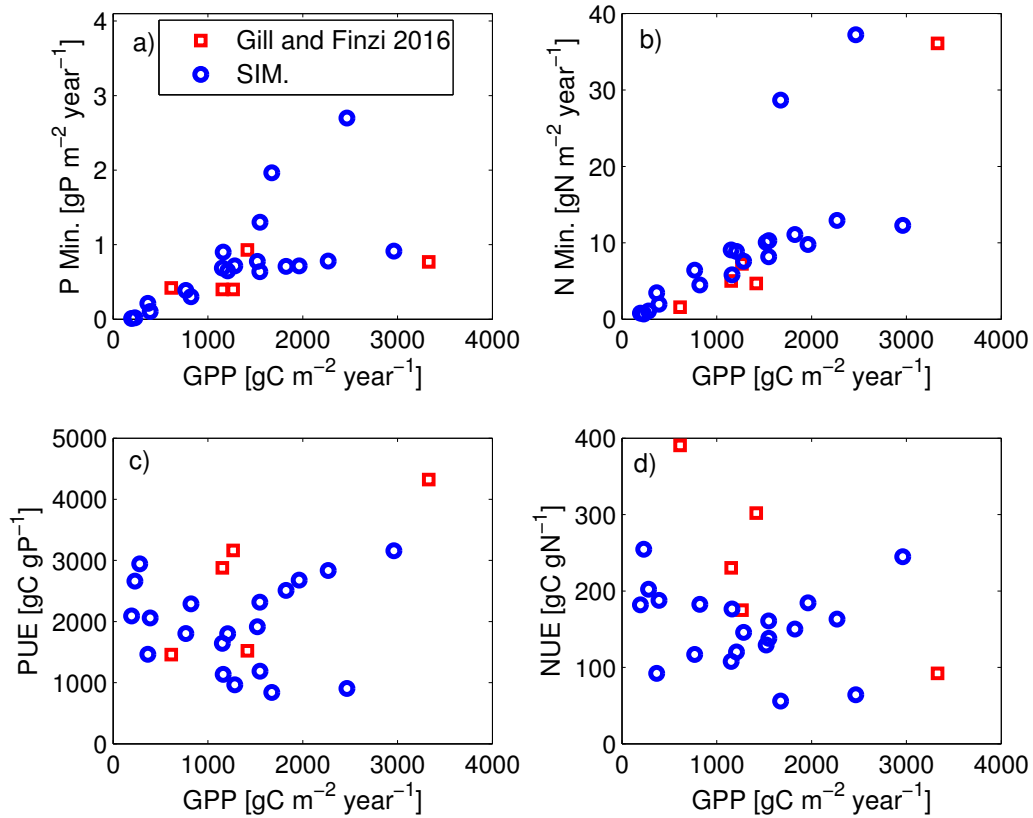 a)
Gill and Finzi 2016
SIM.
P Min. [gP m⁻² year⁻¹]
0
1
2
3
4
0
1000
2000
3000
4000
GPP [gC m⁻² year⁻¹]
b)
N Min. [gN m⁻² year⁻¹]
0
10
20
30
40
0
1000
2000
3000
4000
GPP [gC m⁻² year⁻¹]
c)
PUE [gC gP⁻¹]
0
1000
2000
3000
4000
5000
0
1000
2000
3000
4000
GPP [gC m⁻² year⁻¹]
d)
NUE [gC gN⁻¹]
0
100
200
300
400
0
1000
2000
3000
4000
GPP [gC m⁻² year⁻¹]